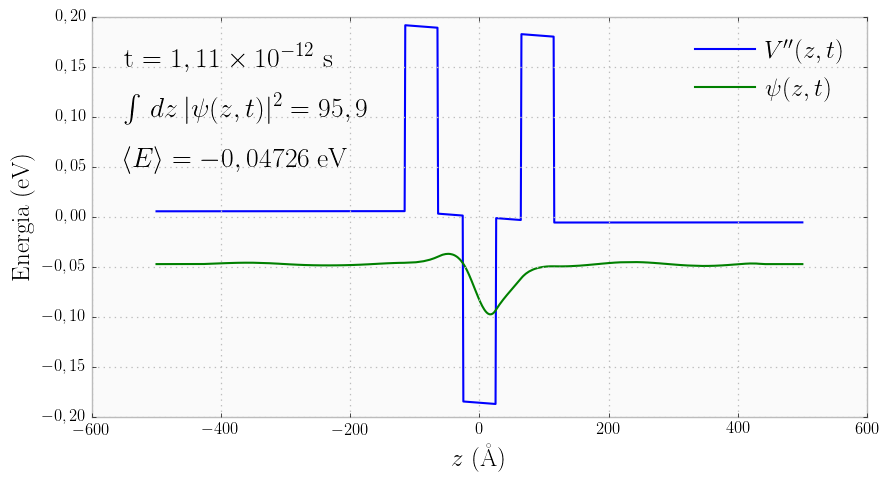 0,20
0,15
0,10
0,05
0,00
−0,05
−0,10
−0,15
−0,20
Energia (eV)
t = 1,11 × 10⁻¹² s
∫ dz |ψ(z, t)|² = 95,9
⟨E⟩ = −0,04726 eV
V″(z, t)
ψ(z, t)
−600 −400 −200 0 200 400 600
z (Å)